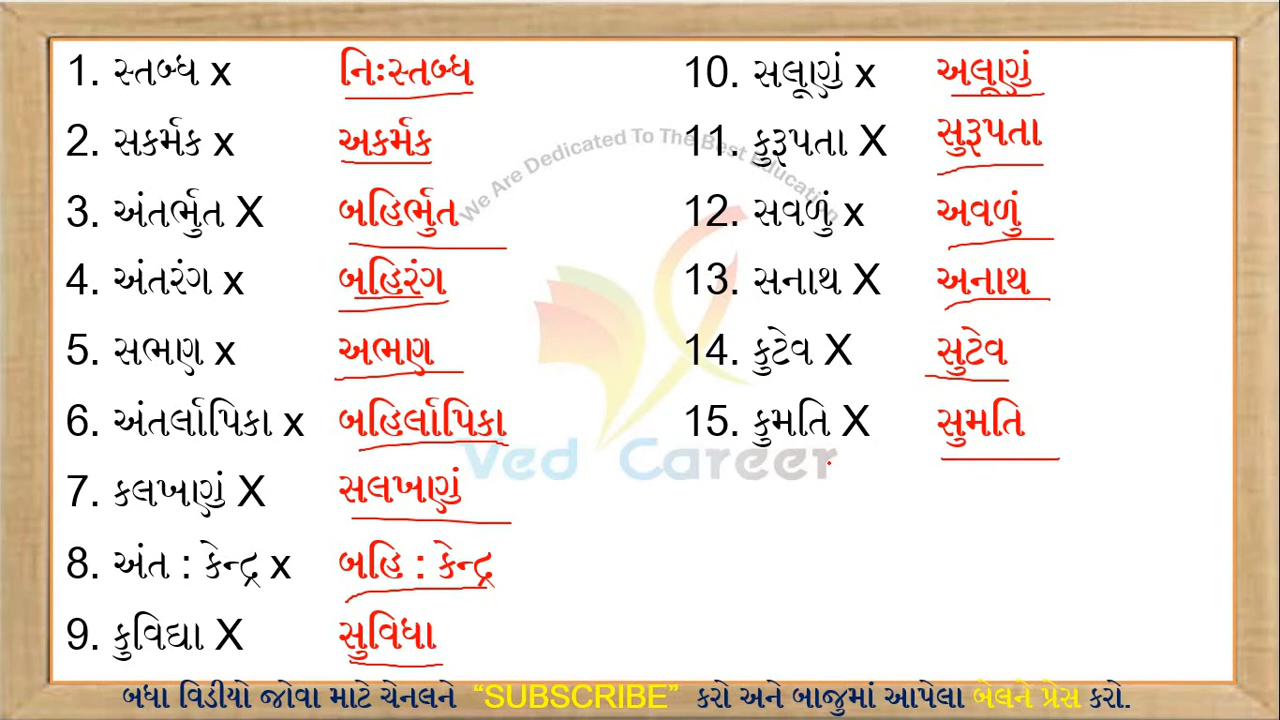 1. સ્તબ્ધ x નિઃસ્તબ્ધ
2. સકર્મક x અકર્મક
3. અંતર્ભુત X બહિર્ભુત
4. અંતરંગ x બહિરંગ
5. સભણ x અભણ
6. અંતર્લાપિકા x બહિર્લાપિકા
7. કલખણું X સલખણું
8. અંત : કેન્દ્ર x બહિ : કેન્દ્ર
9. કુવિદ્યા X સુવિધા
10. સલૂણું x અલૂણું
11. કુરૂપતા X સુરૂપતા
12. સવળું x અવળું
13. સનાથ X અનાથ
14. કુટેવ X સુટેવ
15. કુમતિ X સુમતિ
We Are Dedicated To The Best Education
Ved Career
બધા વિડીયો જોવા માટે ચેનલને “SUBSCRIBE” કરો અને બાજુમાં આપેલા બેલને પ્રેસ કરો.